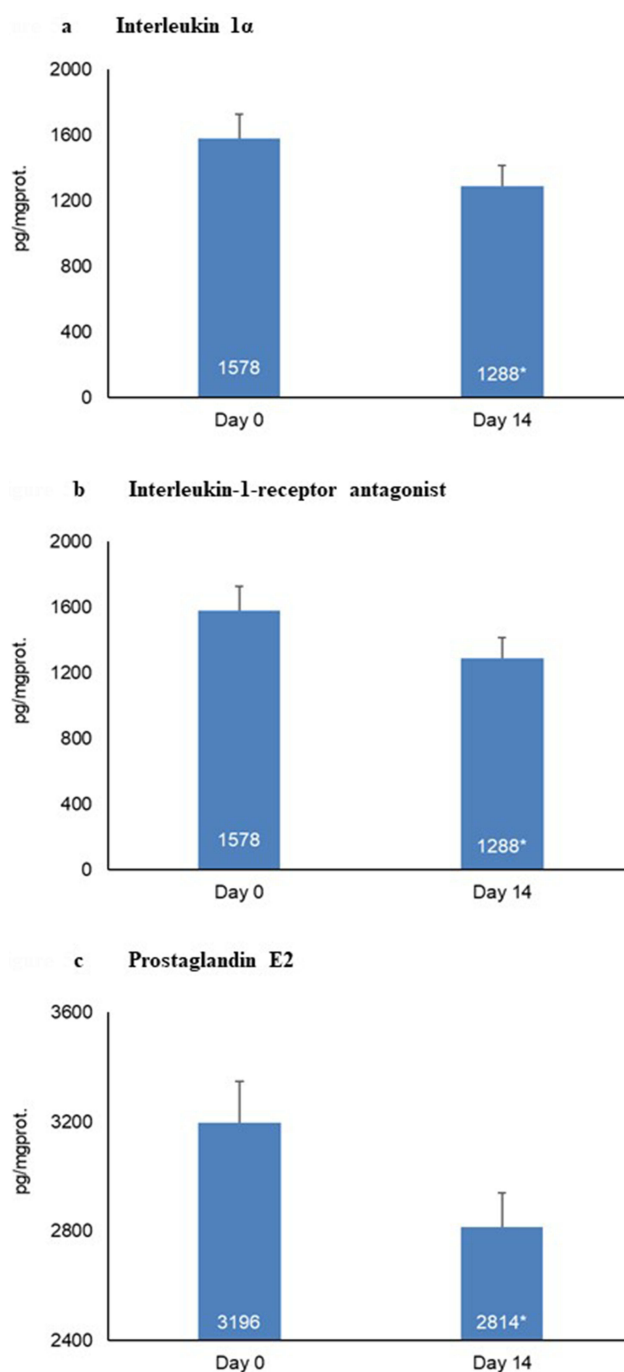 a Interleukin 1α
2000
1600
1200
800
400
0
pg/mgprot.
1578
1288*
Day 0 Day 14
b Interleukin-1-receptor antagonist
2000
1600
1200
800
400
0
pg/mgprot.
1578
1288*
Day 0 Day 14
c Prostaglandin E2
3600
3200
2800
2400
pg/mgprot.
3196
2814*
Day 0 Day 14